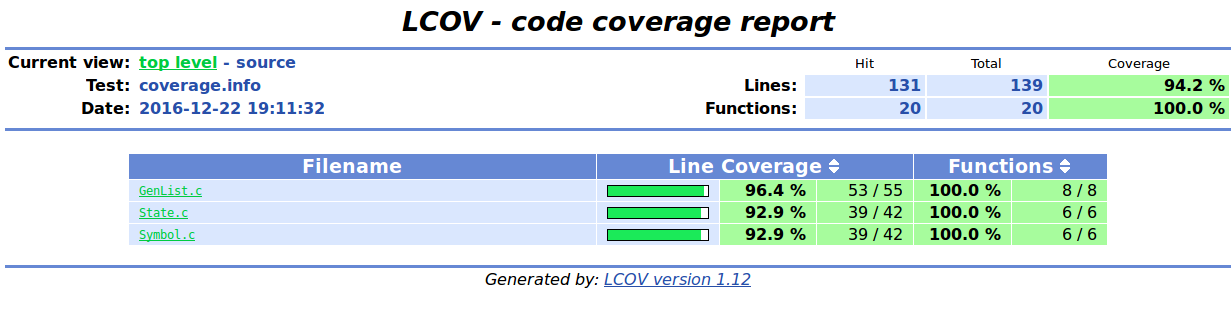 LCOV - code coverage report
Current view: top level - source
Hit Total Coverage
Test: coverage.info Lines: 131 139 94.2 %
Date: 2016-12-22 19:11:32 Functions: 20 20 100.0 %
Filename Line Coverage Functions
GenList.c 96.4 % 53 / 55 100.0 % 8 / 8
State.c 92.9 % 39 / 42 100.0 % 6 / 6
Symbol.c 92.9 % 39 / 42 100.0 % 6 / 6
Generated by: LCOV version 1.12